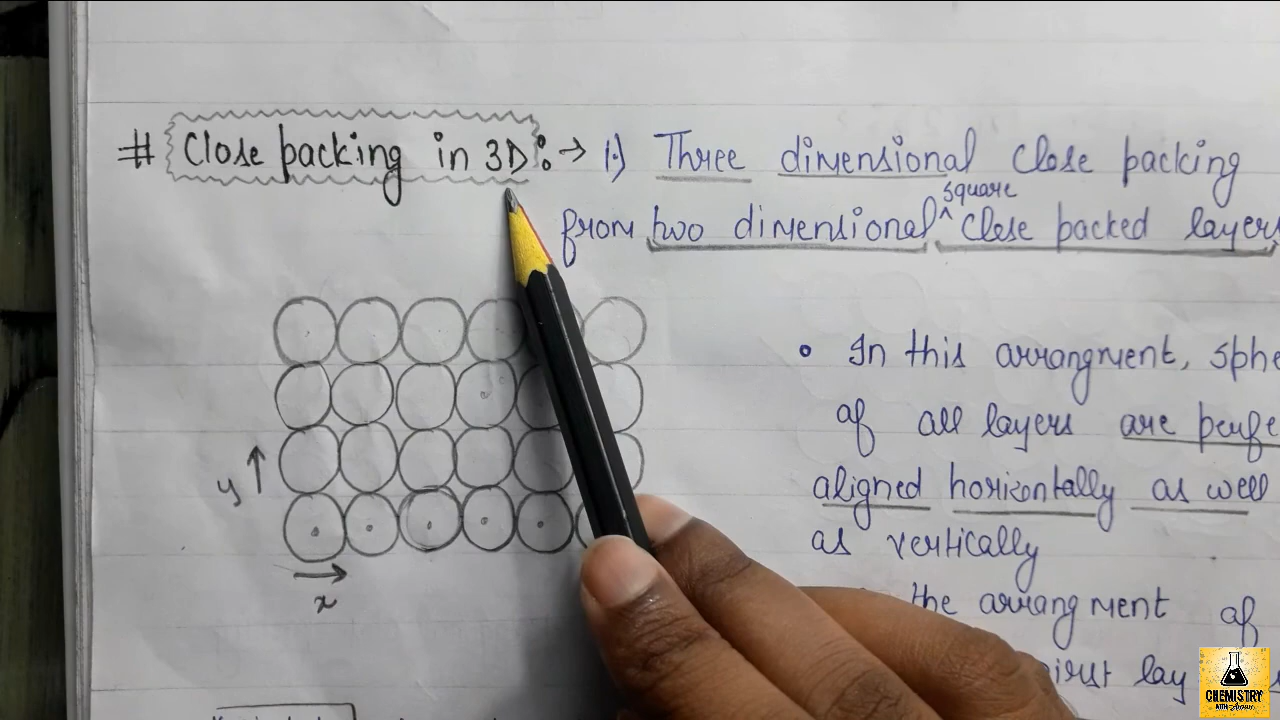 # Close packing in 3D :→ 1.) Three dimensional close packing
from two dimensional ^ square close packed layers
• In this arrangment, sphe
of all layers are perfe
aligned horizontally as well
as vertically
the arrangment of
y ↑
→
x
CHEMISTRY